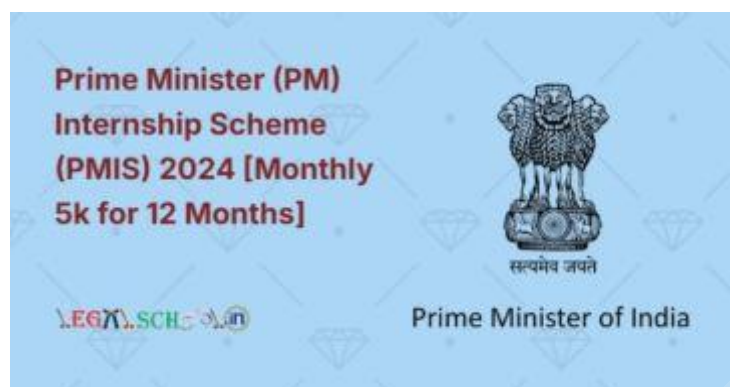 Prime Minister (PM)
Internship Scheme
(PMIS) 2024 [Monthly
5k for 12 Months]
सत्यमेव जयते
Prime Minister of India